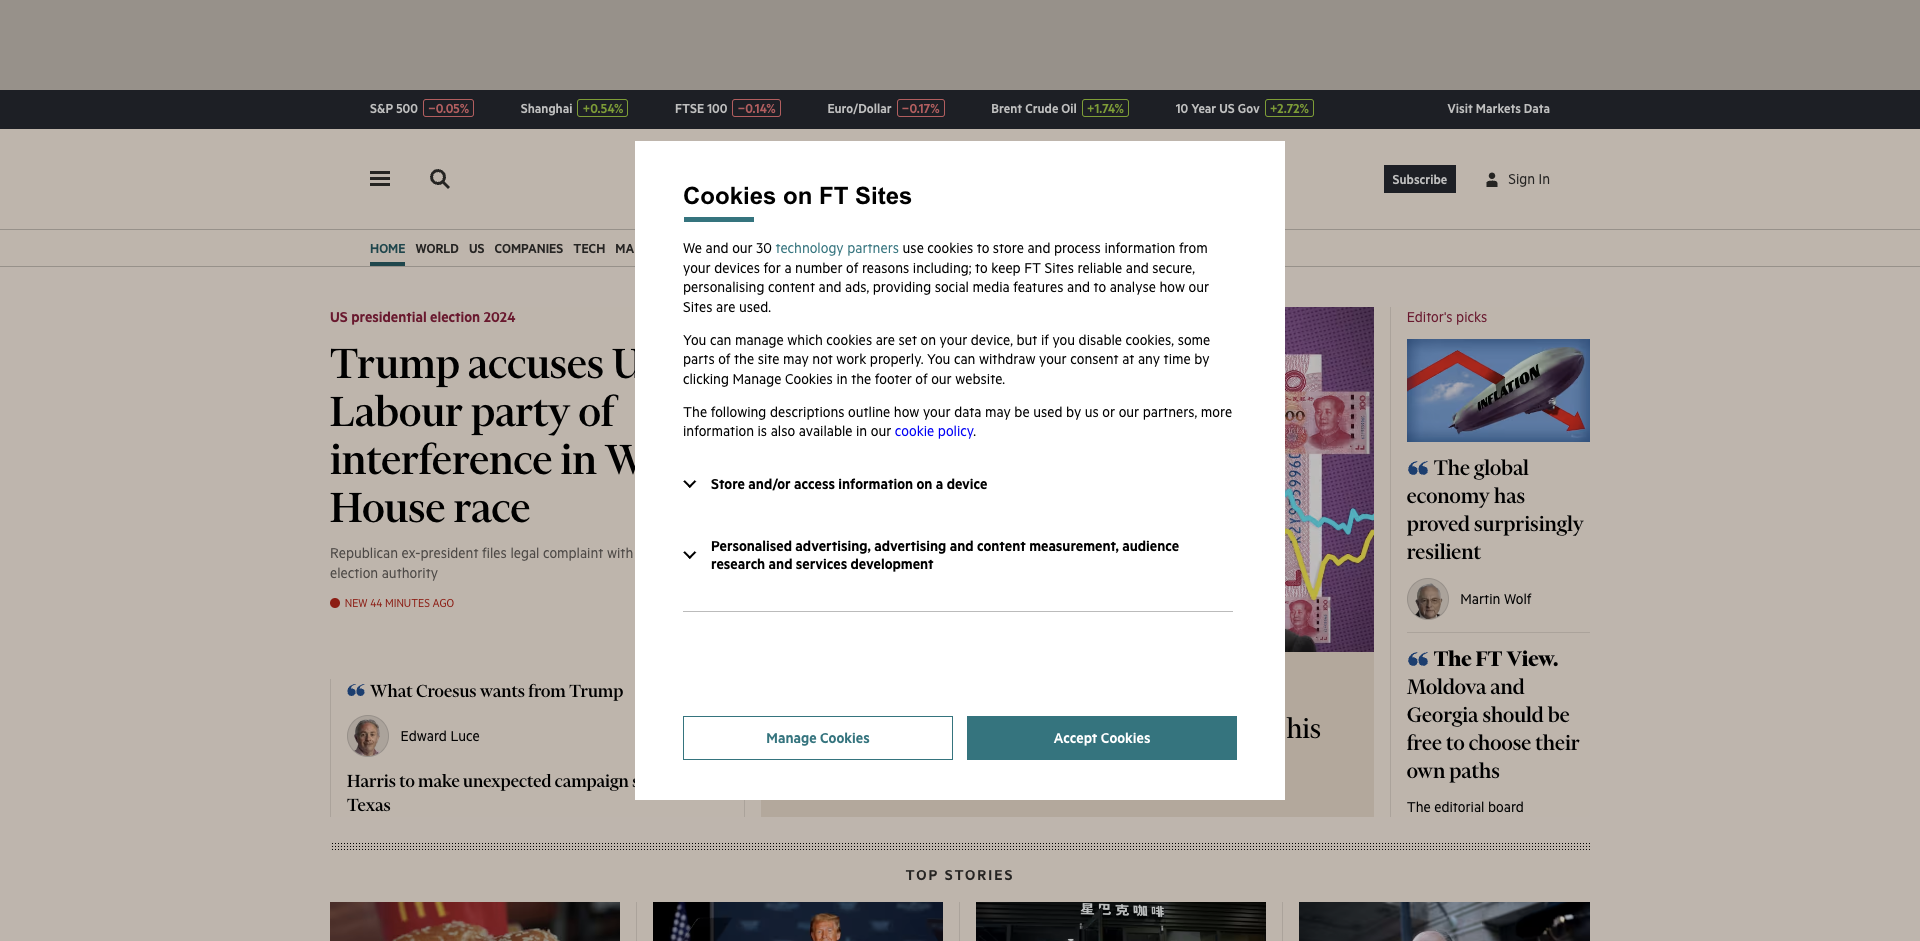 S&P 500 −0.05% Shanghai +0.54% FTSE 100 −0.14% Euro/Dollar −0.17% Brent Crude Oil +1.74% 10 Year US Gov +2.72% Visit Markets Data
Subscribe Sign In
HOME WORLD US COMPANIES TECH MA
US presidential election 2024
Trump accuses U
Labour party of
interference in W
House race
Republican ex-president files legal complaint with
election authority
NEW 44 MINUTES AGO
What Croesus wants from Trump
Edward Luce
Harris to make unexpected campaign s
Texas
Cookies on FT Sites
We and our 30 technology partners use cookies to store and process information from
your devices for a number of reasons including; to keep FT Sites reliable and secure,
personalising content and ads, providing social media features and to analyse how our
Sites are used.
You can manage which cookies are set on your device, but if you disable cookies, some
parts of the site may not work properly. You can withdraw your consent at any time by
clicking Manage Cookies in the footer of our website.
The following descriptions outline how your data may be used by us or our partners, more
information is also available in our cookie policy.
Store and/or access information on a device
Personalised advertising, advertising and content measurement, audience
research and services development
Manage Cookies Accept Cookies
his
Editor's picks
INFLATION
“ The global
economy has
proved surprisingly
resilient
Martin Wolf
“ The FT View.
Moldova and
Georgia should be
free to choose their
own paths
The editorial board
TOP STORIES
星巴克咖啡